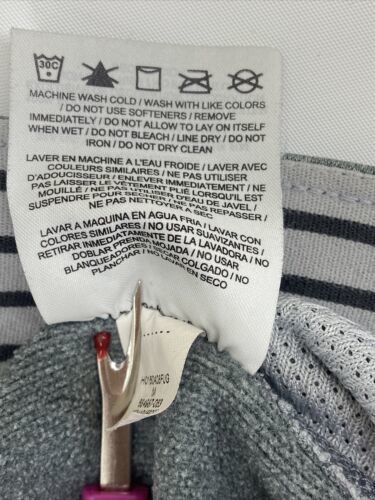 30C
MACHINE WASH COLD / WASH WITH LIKE COLORS
/ DO NOT USE SOFTENERS / REMOVE
IMMEDIATELY / DO NOT ALLOW TO LAY ON ITSELF
WHEN WET / DO NOT BLEACH / LINE DRY / DO NOT
IRON / DO NOT DRY CLEAN
LAVER EN MACHINE A L'EAU FROIDE / LAVER AVEC
COULEURS SIMILAIRES / NE PAS UTILISER
D'ADOUCISSEUR / ENLEVER IMMEDIATEMENT / NE
PAS LAISSER LE VÊTEMENT PLIÉ LORSQU'IL EST
MOUILLÉ / NE PAS UTILISER D'EAU DE JAVEL /
SUSPENDRE POUR SÉCHER / NE PAS REPASSER /
NE PAS NETTOYER A SEC
LAVAR A MAQUINA EN AGUA FRIA / LAVAR CON
COLORES SIMILARES / NO USAR SUAVIZANTES /
RETIRAR INMEDIATAMENTE DE LA LAVADORA / NO
DOBLAR PRENDA MOJADA / NO USAR
BLANQUEADORES / SECAR COLGADO / NO
PLANCHAR / NO LAVAR EN SECO
M